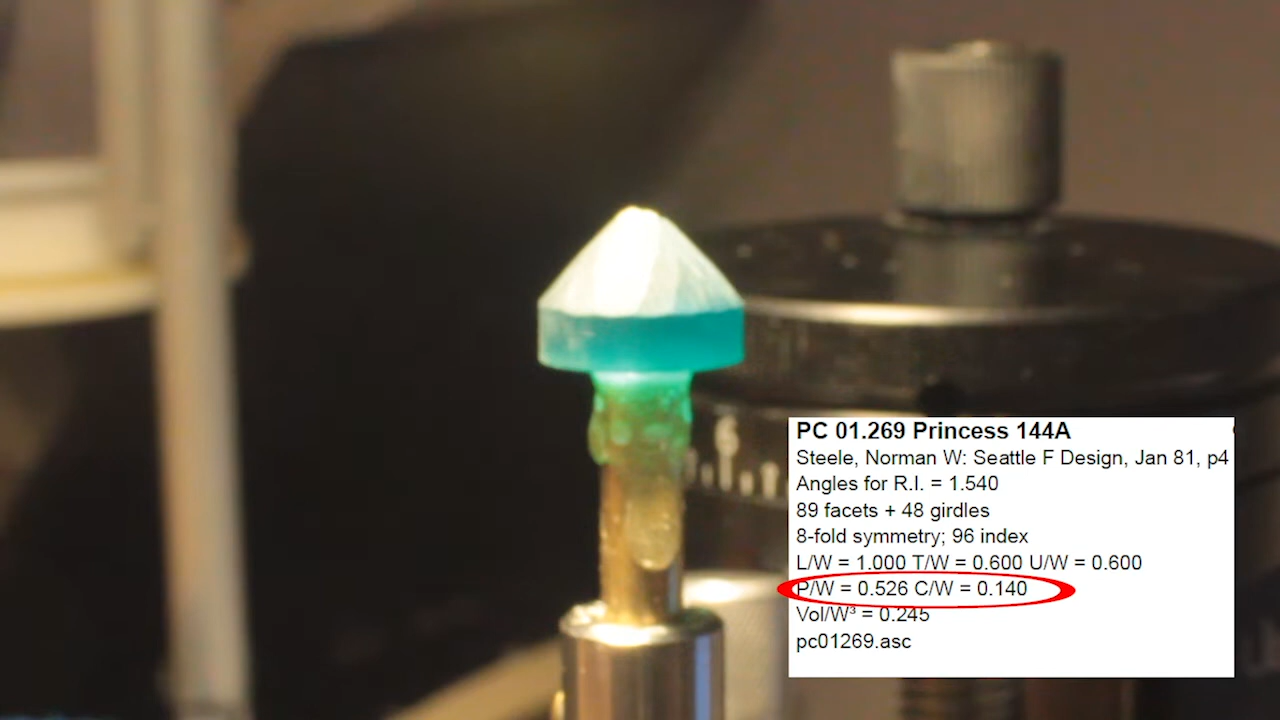 6
PC 01.269 Princess 144A
Steele, Norman W: Seattle F Design, Jan 81, p4
Angles for R.I. = 1.540
89 facets + 48 girdles
8-fold symmetry; 96 index
L/W = 1.000 T/W = 0.600 U/W = 0.600
P/W = 0.526 C/W = 0.140
Vol/W³ = 0.245
pc01269.asc